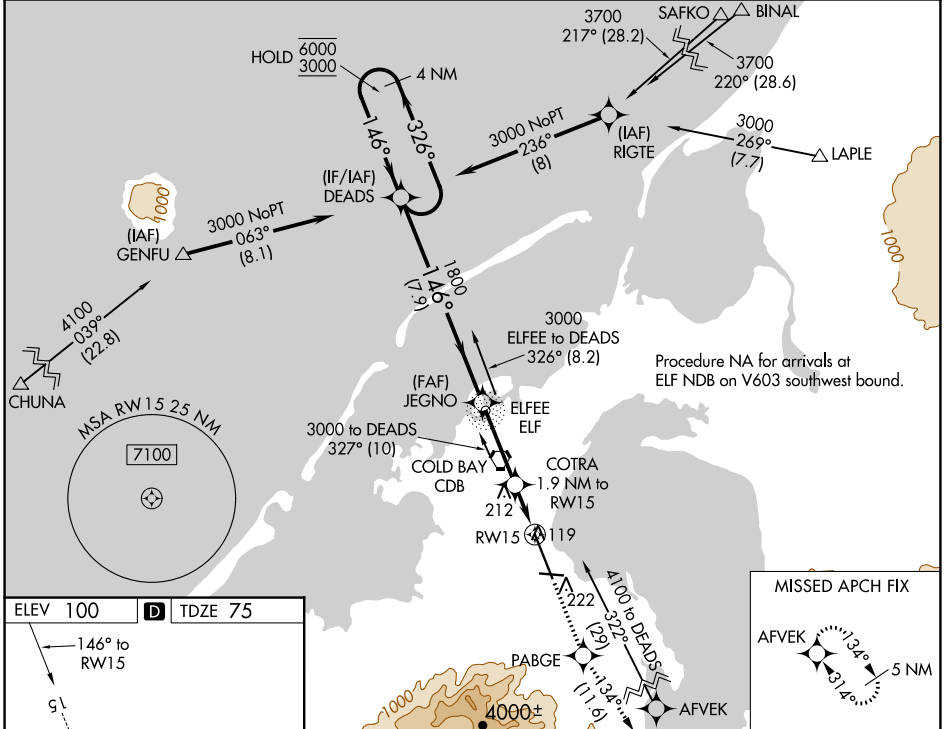 3700
217° (28.2)
SAFKO
BINAL
3700
220° (28.6)
HOLD 6000
3000
4 NM
146°
326°
3000 NoPT
236°
(8)
(IAF)
RIGTE
3000
269°
(7.7)
LAPLE
(IF/IAF)
DEADS
1000
(IAF)
GENFU
3000 NoPT
063°
(8.1)
1000
4100
039°
(22.8)
CHUNA
1800
146°
(7.9)
3000
ELFEE to DEADS
326° (8.2)
Procedure NA for arrivals at
ELF NDB on V603 southwest bound.
(FAF)
JEGNO
ELFEE
ELF
MSA RW15 25 NM
7100
3000 to DEADS
327° (10)
COLD BAY
CDB
COTRA
1.9 NM to
RW15
212
RW15
119
222
4100 to DEADS
322°
(29)
PABGE
134°
(11.6)
AFVEK
1000
4000±
ELEV 100
D
TDZE 75
146° to
RW15
15
MISSED APCH FIX
AFVEK
134°
314°
5 NM